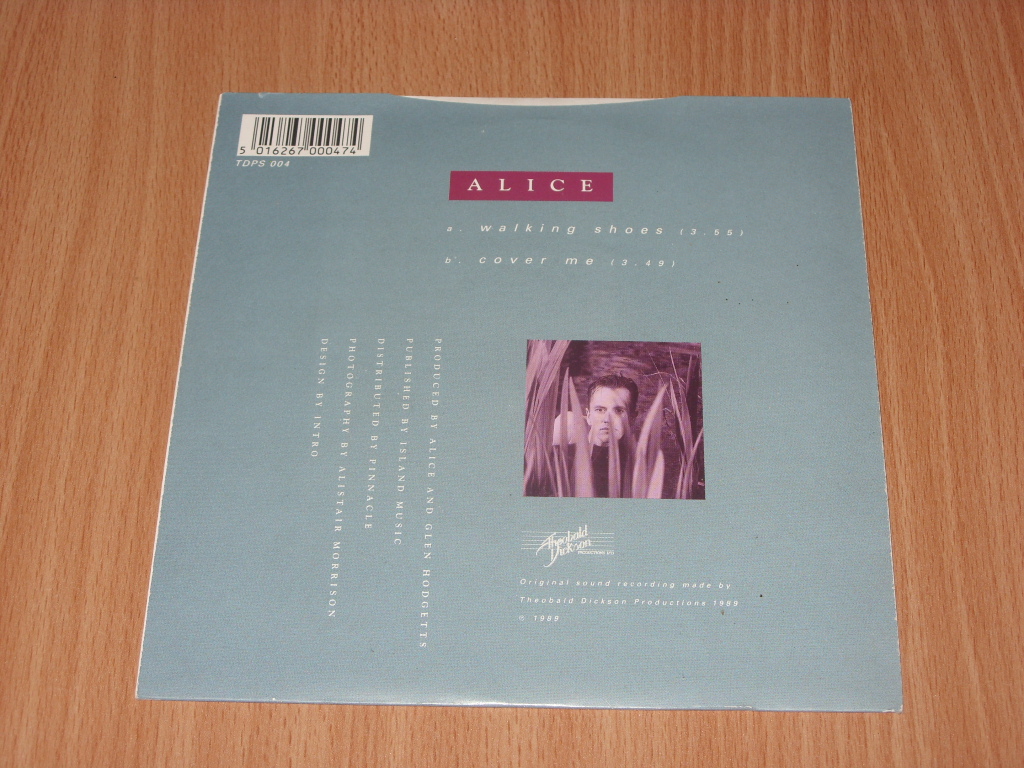 5 016267 000474
TDPS 004
ALICE
a. walking shoes (3.55)
b. cover me (3.49)
PRODUCED BY ALICE AND GLEN HODGETTS
PUBLISHED BY ISLAND MUSIC
DISTRIBUTED BY PINNACLE
PHOTOGRAPHY BY ALISTAIR MORRISON
DESIGN BY INTRO
Theobald
Dickson
PRODUCTIONS LTD
Original sound recording made by
Theobald Dickson Productions 1989
℗ 1989